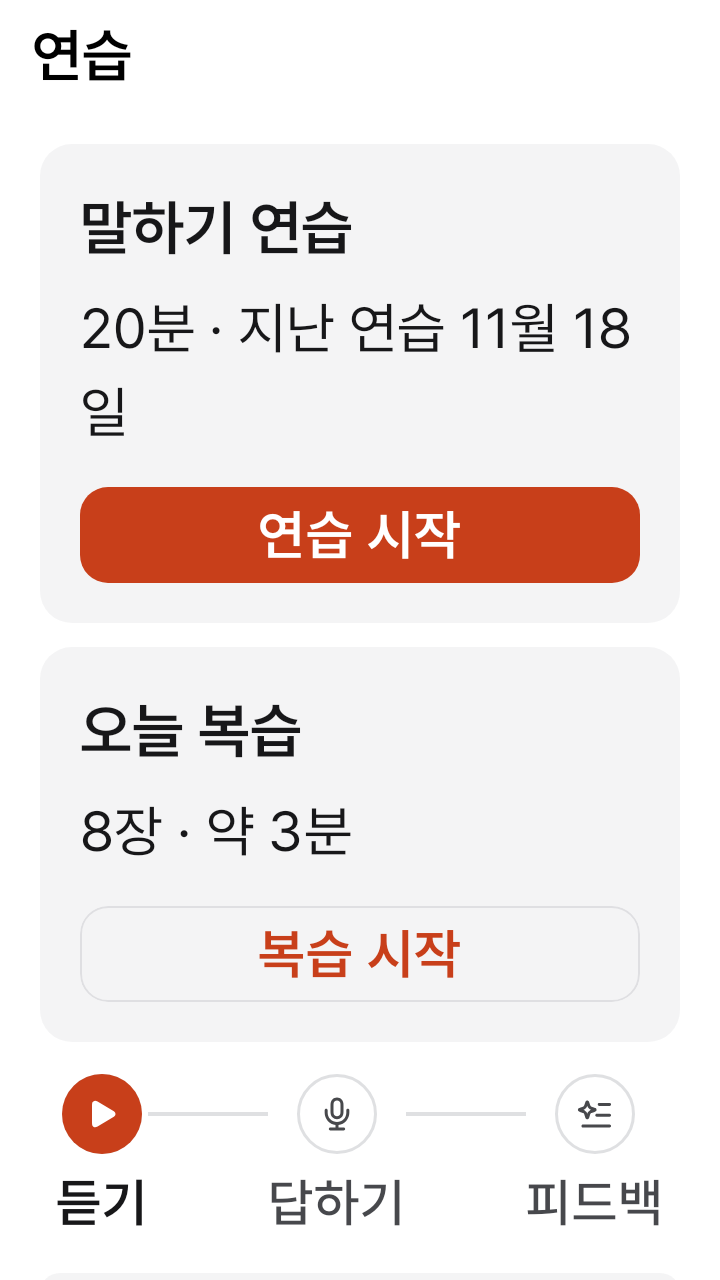 연습
말하기 연습
20분 · 지난 연습 11월 18
일
연습 시작
오늘 복습
8장 · 약 3분
복습 시작
듣기
답하기
피드백